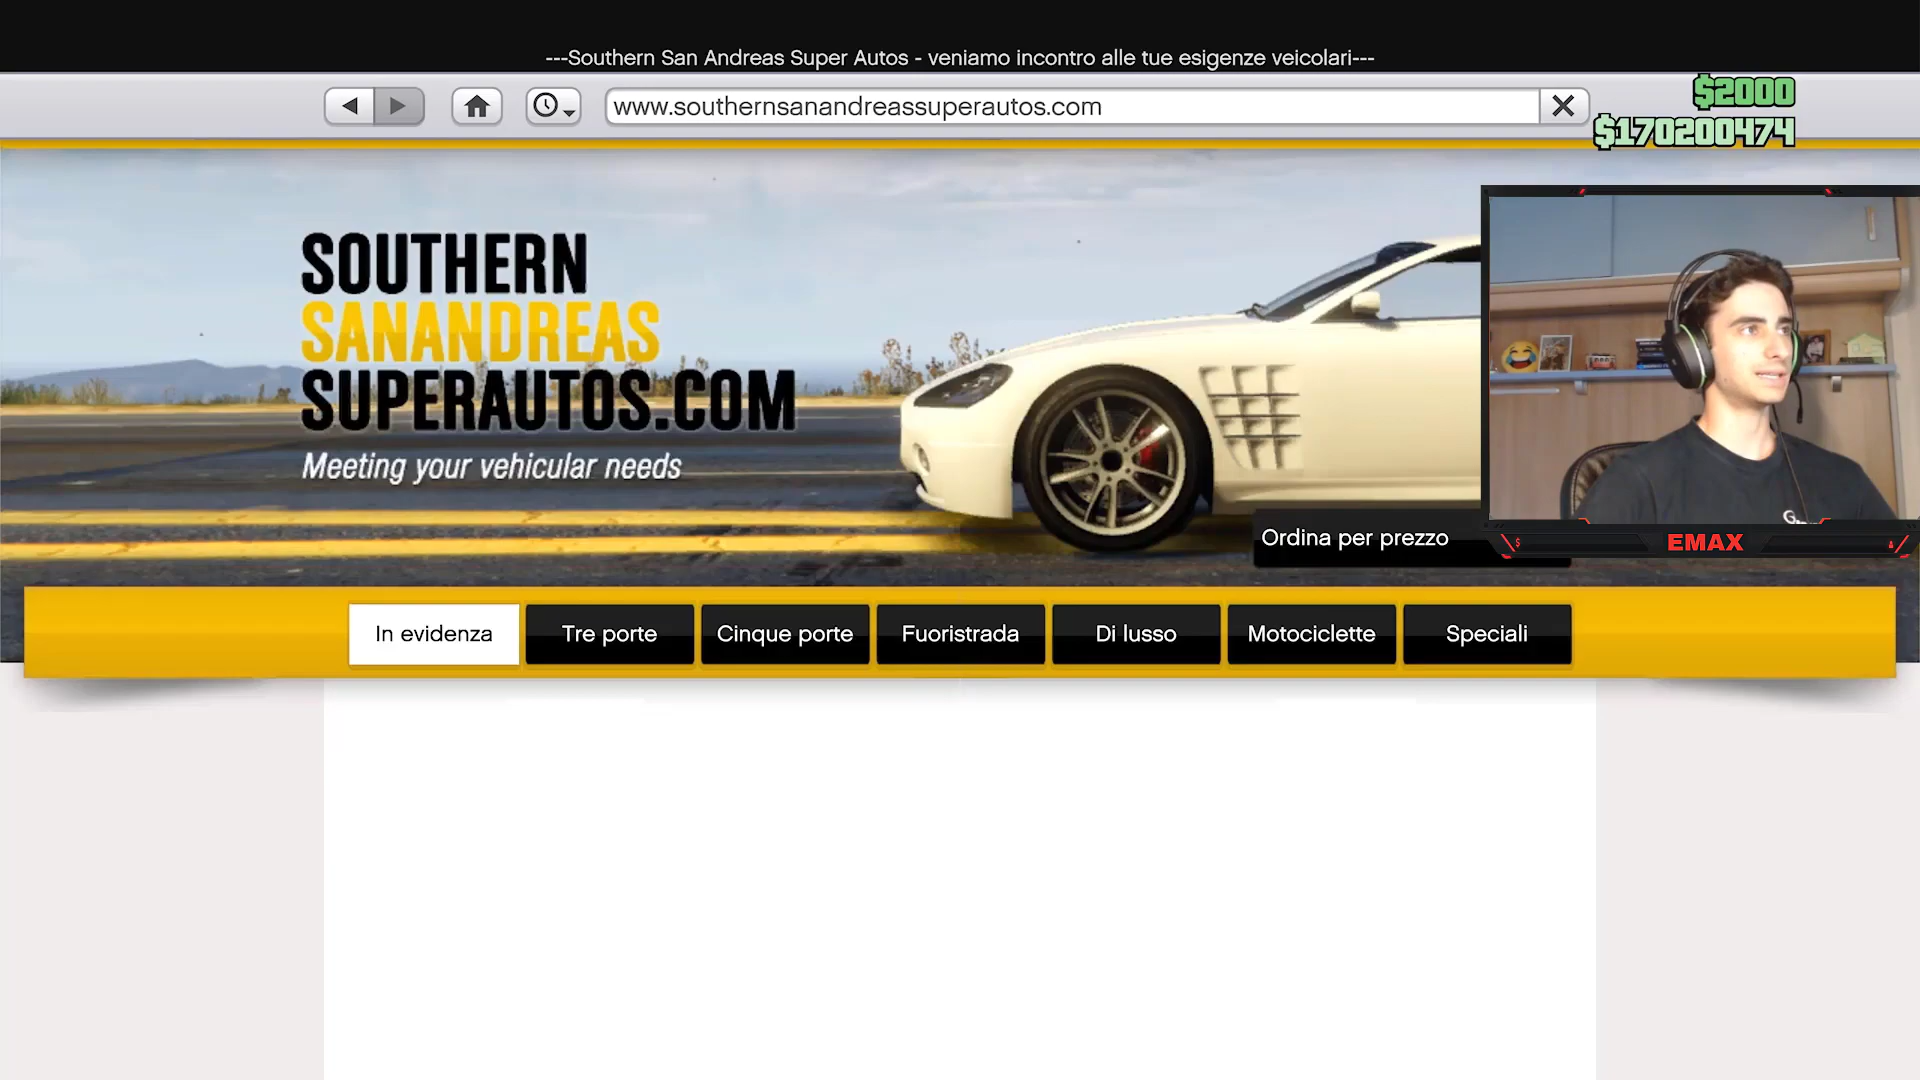 ---Southern San Andreas Super Autos - veniamo incontro alle tue esigenze veicolari---
www.southernsanandreassuperautos.com
$2000
$170200474
SOUTHERN
SANANDREAS
SUPERAUTOS.COM
Meeting your vehicular needs
Ordina per prezzo
EMAX
In evidenza
Tre porte
Cinque porte
Fuoristrada
Di lusso
Motociclette
Speciali